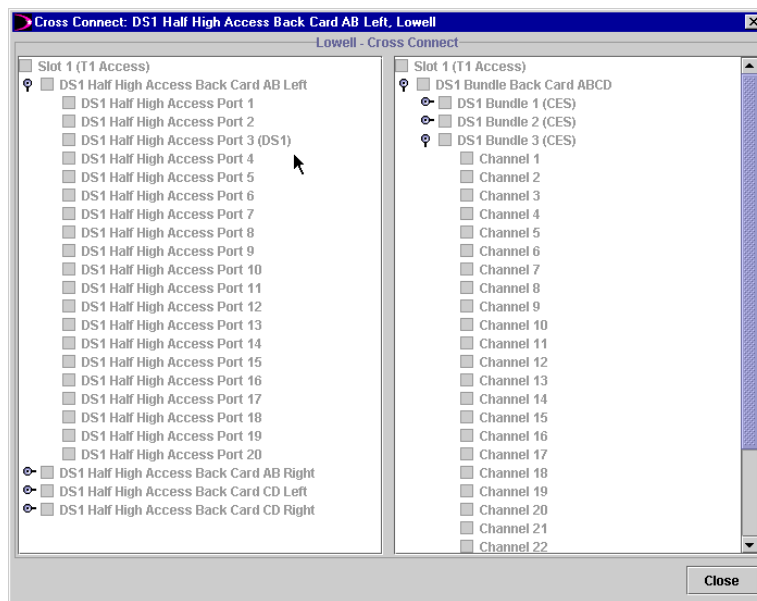 Cross Connect: DS1 Half High Access Back Card AB Left, Lowell
Lowell - Cross Connect
Slot 1 (T1 Access)
DS1 Half High Access Back Card AB Left
DS1 Half High Access Port 1
DS1 Half High Access Port 2
DS1 Half High Access Port 3 (DS1)
DS1 Half High Access Port 4
DS1 Half High Access Port 5
DS1 Half High Access Port 6
DS1 Half High Access Port 7
DS1 Half High Access Port 8
DS1 Half High Access Port 9
DS1 Half High Access Port 10
DS1 Half High Access Port 11
DS1 Half High Access Port 12
DS1 Half High Access Port 13
DS1 Half High Access Port 14
DS1 Half High Access Port 15
DS1 Half High Access Port 16
DS1 Half High Access Port 17
DS1 Half High Access Port 18
DS1 Half High Access Port 19
DS1 Half High Access Port 20
DS1 Half High Access Back Card AB Right
DS1 Half High Access Back Card CD Left
DS1 Half High Access Back Card CD Right
Slot 1 (T1 Access)
DS1 Bundle Back Card ABCD
DS1 Bundle 1 (CES)
DS1 Bundle 2 (CES)
DS1 Bundle 3 (CES)
Channel 1
Channel 2
Channel 3
Channel 4
Channel 5
Channel 6
Channel 7
Channel 8
Channel 9
Channel 10
Channel 11
Channel 12
Channel 13
Channel 14
Channel 15
Channel 16
Channel 17
Channel 18
Channel 19
Channel 20
Channel 21
Channel 22
Close